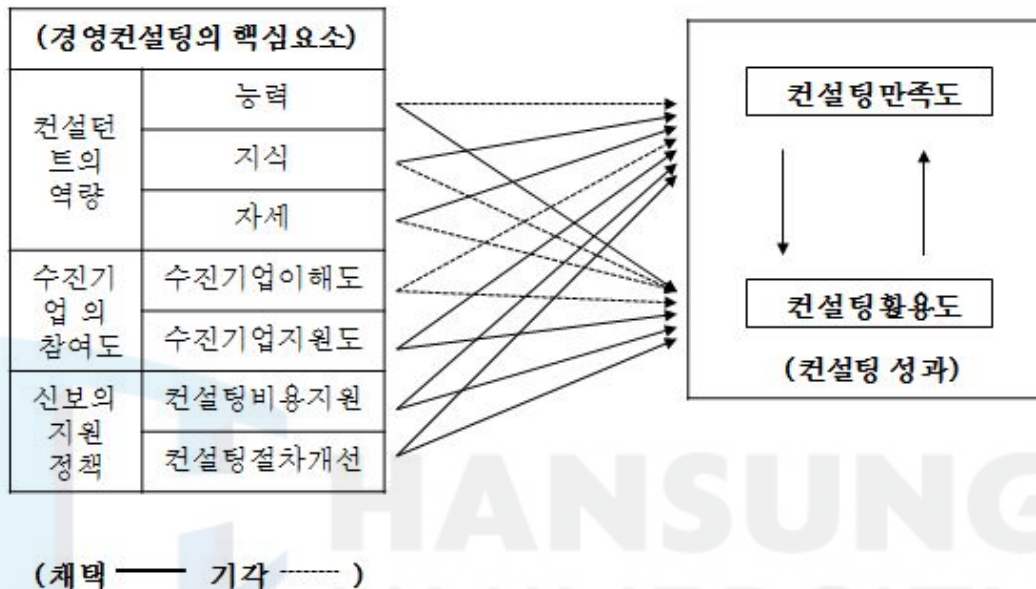 (경영컨설팅의 핵심요소)
컨설턴
트의
역량
능력
지식
자세
수진기
업 의
참여도
수진기업이해도
수진기업지원도
신보의
지원
정책
컨설팅비용지원
컨설팅절차개선
컨설팅만족도
컨설팅활용도
(컨설팅 성과)
HANSUNG
(채택 기각 )